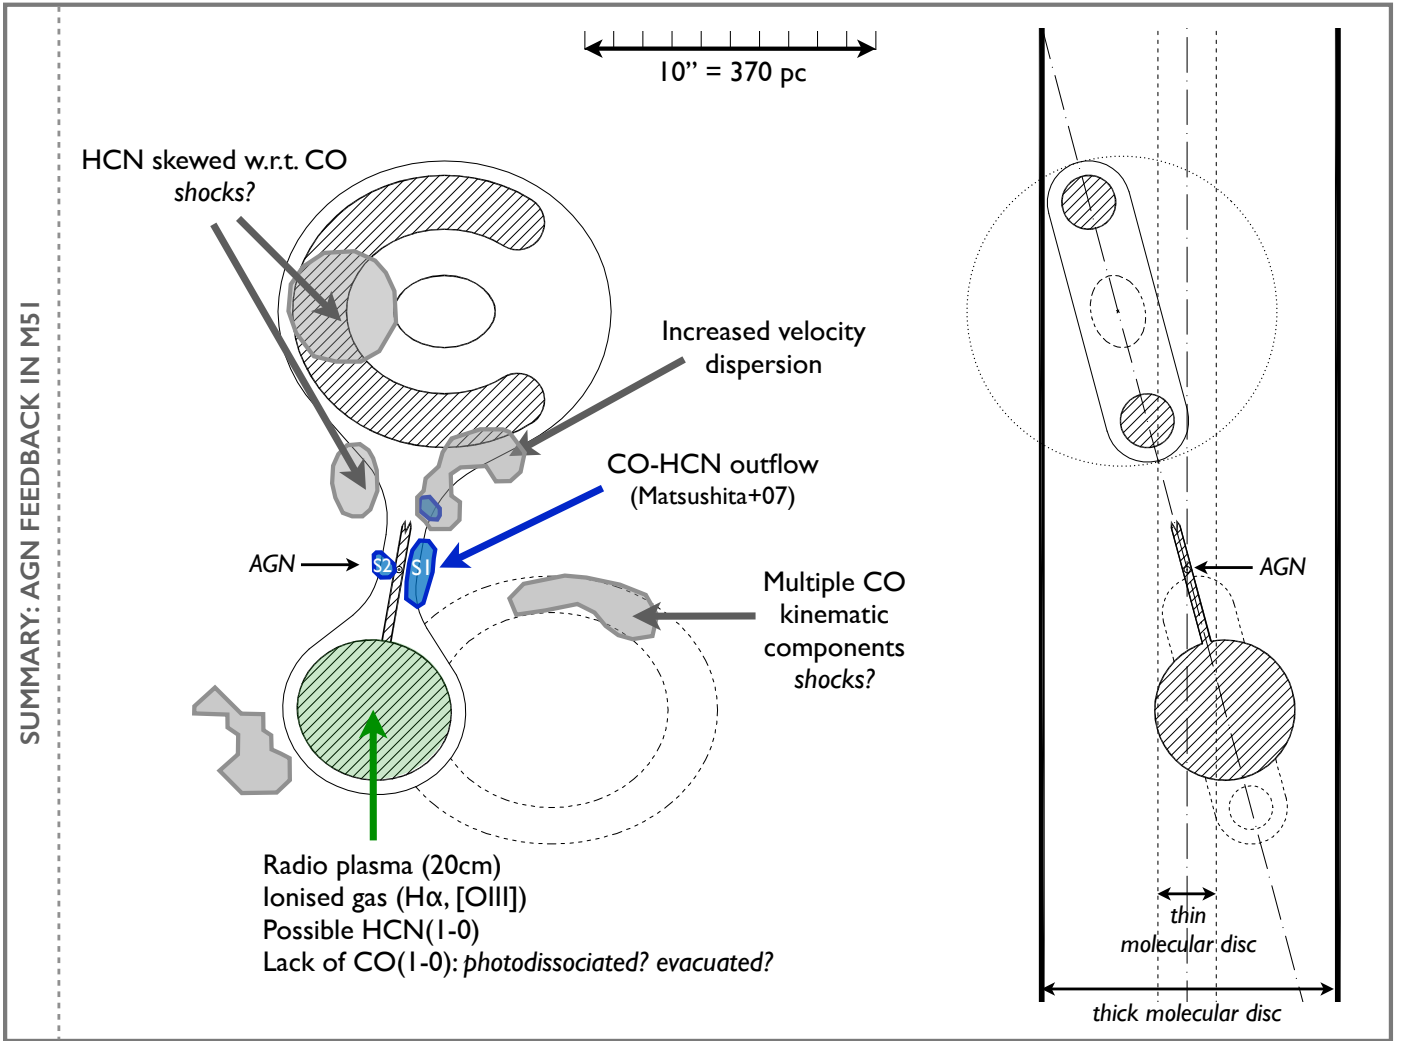 SUMMARY: AGN FEEDBACK IN M51
10” = 370 pc
HCN skewed w.r.t. CO
shocks?
Increased velocity
dispersion
CO-HCN outflow
(Matsushita+07)
AGN
S2
S1
Multiple CO
kinematic
components
shocks?
Radio plasma (20cm)
Ionised gas (Hα, [OIII])
Possible HCN(1-0)
Lack of CO(1-0): photodissociated? evacuated?
AGN
thin
molecular disc
thick molecular disc